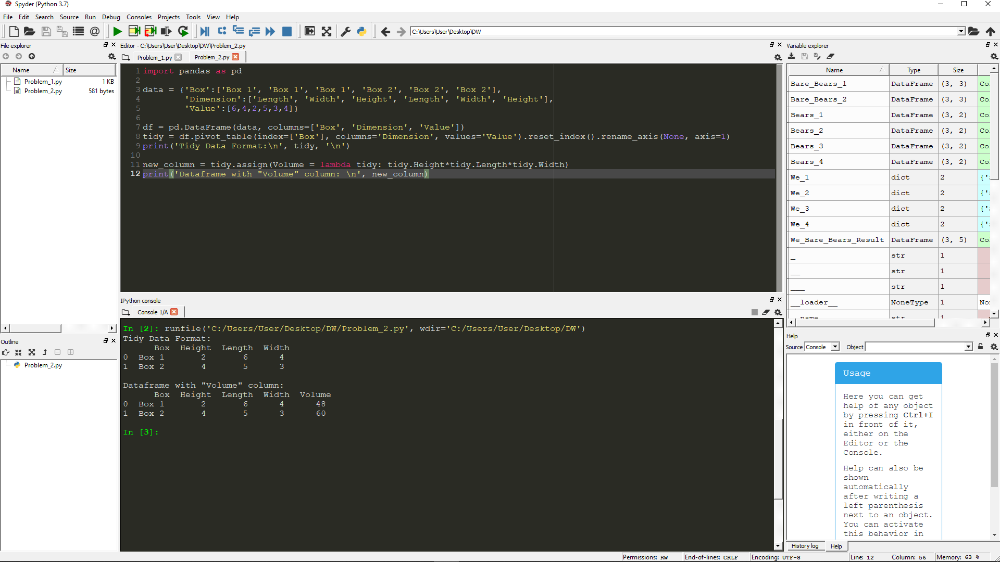 Spyder (Python 3.7)
File Edit Search Source Run Debug Consoles Projects Tools View Help
C:\Users\User\Desktop\DW
File explorer
Name Size
Problem_1.py 1 KB
Problem_2.py 581 bytes
Outline
Problem_2.py
Editor - C:\Users\User\Desktop\DW\Problem_2.py
Problem_1.py Problem_2.py
1 import pandas as pd
2
3 data = {'Box':['Box 1', 'Box 1', 'Box 1', 'Box 2', 'Box 2', 'Box 2'],
4 'Dimension':['Length', 'Width', 'Height', 'Length', 'Width', 'Height'],
5 'Value':[6,4,2,5,3,4]}
6
7 df = pd.DataFrame(data, columns=['Box', 'Dimension', 'Value'])
8 tidy = df.pivot_table(index=['Box'], columns='Dimension', values='Value').reset_index().rename_axis(None, axis=1)
9 print('Tidy Data Format:\n', tidy, '\n')
10
11 new_column = tidy.assign(Volume = lambda tidy: tidy.Height*tidy.Length*tidy.Width)
12 print('Dataframe with "Volume" column: \n', new_column)
IPython console
Console 1/A
In [2]: runfile('C:/Users/User/Desktop/DW/Problem_2.py', wdir='C:/Users/User/Desktop/DW')
Tidy Data Format:
Box Height Length Width
0 Box 1 2 6 4
1 Box 2 4 5 3
Dataframe with "Volume" column:
Box Height Length Width Volume
0 Box 1 2 6 4 48
1 Box 2 4 5 3 60
In [3]:
Variable explorer
Name Type Size
Bare_Bears_1 DataFrame (3, 3) Co
Bare_Bears_2 DataFrame (3, 3) Co
Bears_1 DataFrame (3, 2) Co
Bears_2 DataFrame (3, 2) Co
Bears_3 DataFrame (3, 2) Co
Bears_4 DataFrame (3, 2) Co
We_1 dict 2 {'
We_2 dict 2 {'
We_3 dict 2 {'
We_4 dict 2 {'
We_Bare_Bears_Result DataFrame (3, 5) Co
_ str 1
__ str 1
___ str 1
__loader__ NoneType 1 No
__name__ str 1
Help
Source Console Object
Usage
Here you can get
help of any object
by pressing Ctrl+I
in front of it,
either on the
Editor or the
Console.
Help can also be
shown
automatically
after writing a
left parenthesis
next to an object.
You can activate
this behavior in
History log Help
Permissions: RW End-of-lines: CRLF Encoding: UTF-8 Line: 12 Column: 56 Memory: 63 %